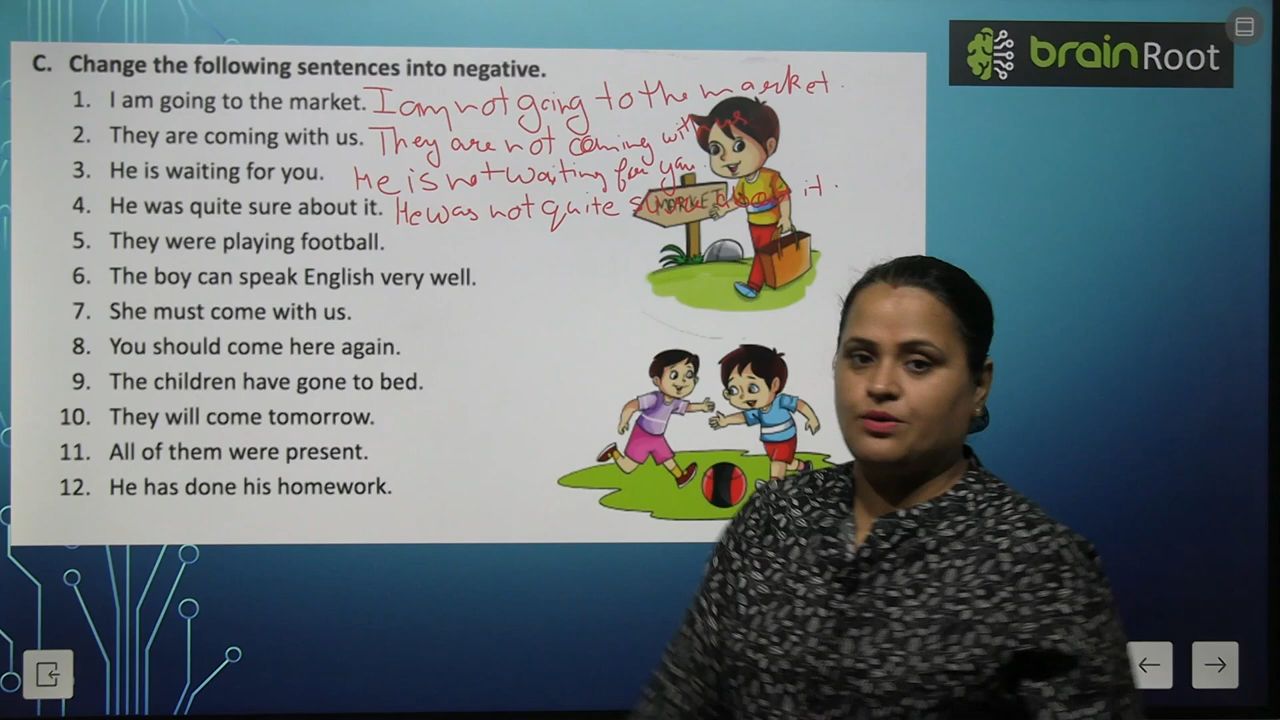 brainRoot
C. Change the following sentences into negative.
1. I am going to the market. I am not going to the market.
2. They are coming with us. They are not coming with us
3. He is waiting for you. He is not waiting for you.
4. He was quite sure about it. He was not quite sure about it.
MARKET
5. They were playing football.
6. The boy can speak English very well.
7. She must come with us.
8. You should come here again.
9. The children have gone to bed.
10. They will come tomorrow.
11. All of them were present.
12. He has done his homework.